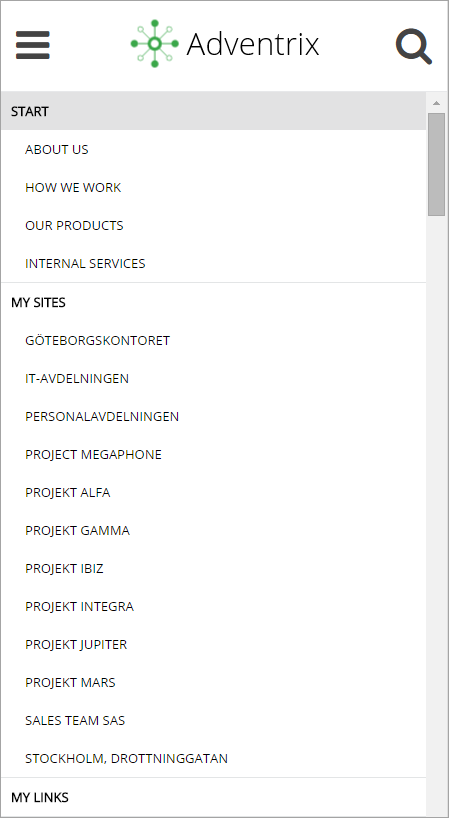 Adventrix
START
ABOUT US
HOW WE WORK
OUR PRODUCTS
INTERNAL SERVICES
MY SITES
GÖTEBORGSKONTORET
IT-AVDELNINGEN
PERSONALAVDELNINGEN
PROJECT MEGAPHONE
PROJEKT ALFA
PROJEKT GAMMA
PROJEKT IBIZ
PROJEKT INTEGRA
PROJEKT JUPITER
PROJEKT MARS
SALES TEAM SAS
STOCKHOLM, DROTTNINGGATAN
MY LINKS